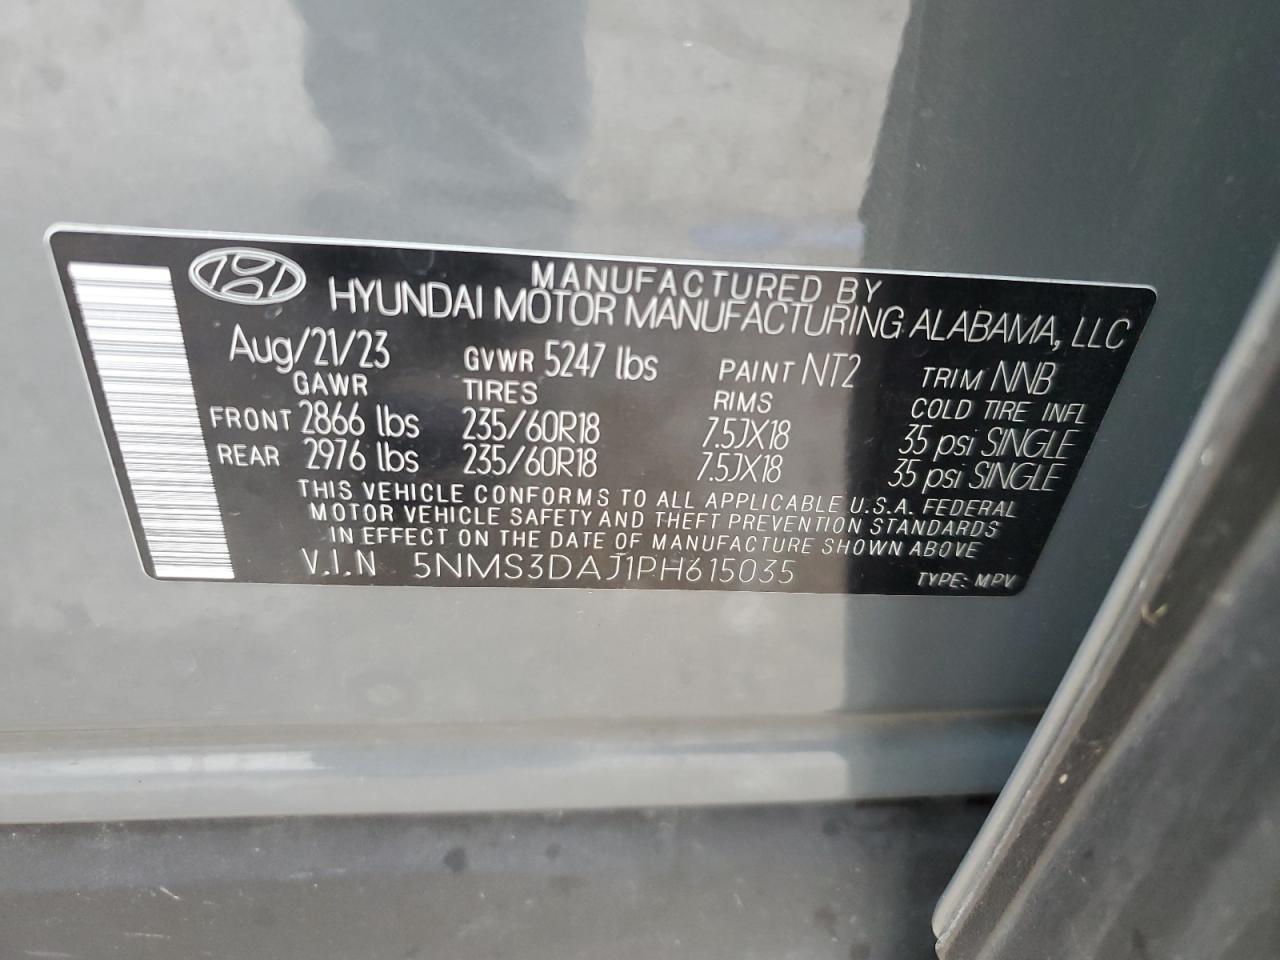 MANUFACTURED BY
HYUNDAI MOTOR MANUFACTURING ALABAMA, LLC
Aug/21/23 GVWR 5247 lbs PAINT NT2 TRIM NNB
GAWR TIRES RIMS COLD TIRE INFL
FRONT 2866 lbs 235/60R18 7.5JX18 35 psi SINGLE
REAR 2976 lbs 235/60R18 7.5JX18 35 psi SINGLE
THIS VEHICLE CONFORMS TO ALL APPLICABLE U.S.A. FEDERAL
MOTOR VEHICLE SAFETY AND THEFT PREVENTION STANDARDS
IN EFFECT ON THE DATE OF MANUFACTURE SHOWN ABOVE
V.I.N 5NMS3DAJ1PH615035 TYPE: MPV